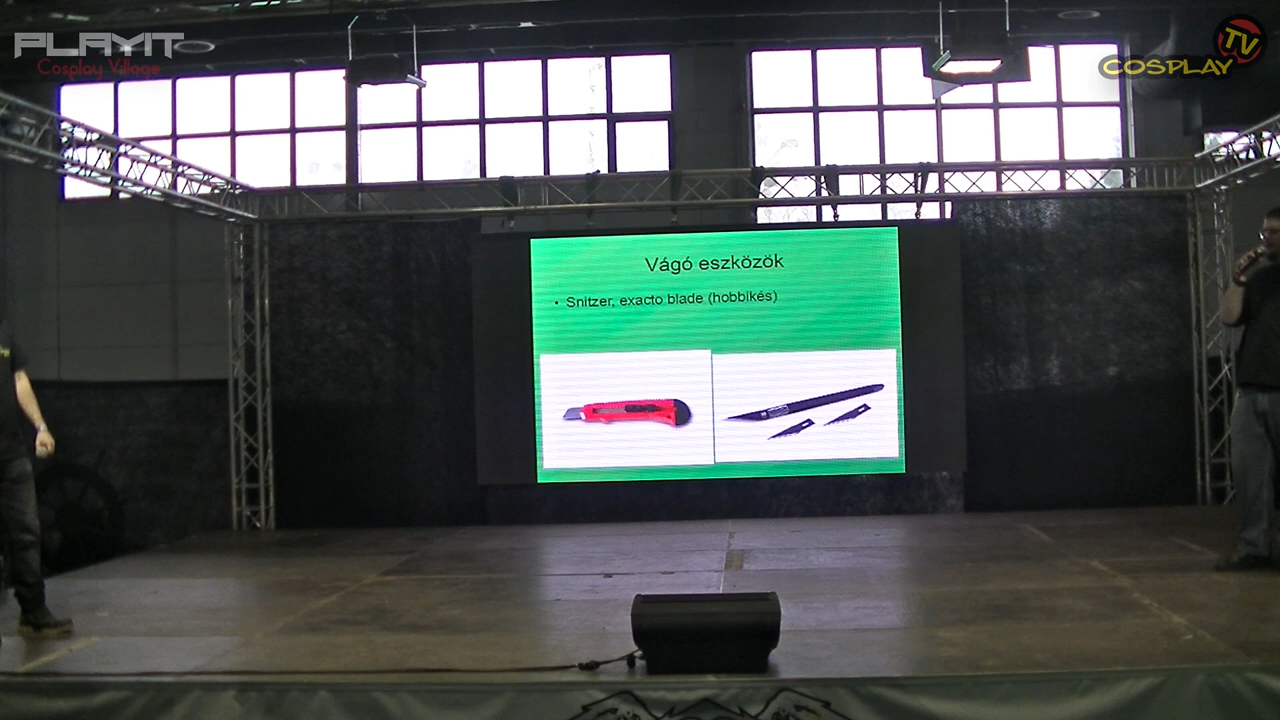 PLAYIT
Cosplay Village
TV
COSPLAY
Vágó eszközök
• Snitzer, exacto blade (hobbikés)